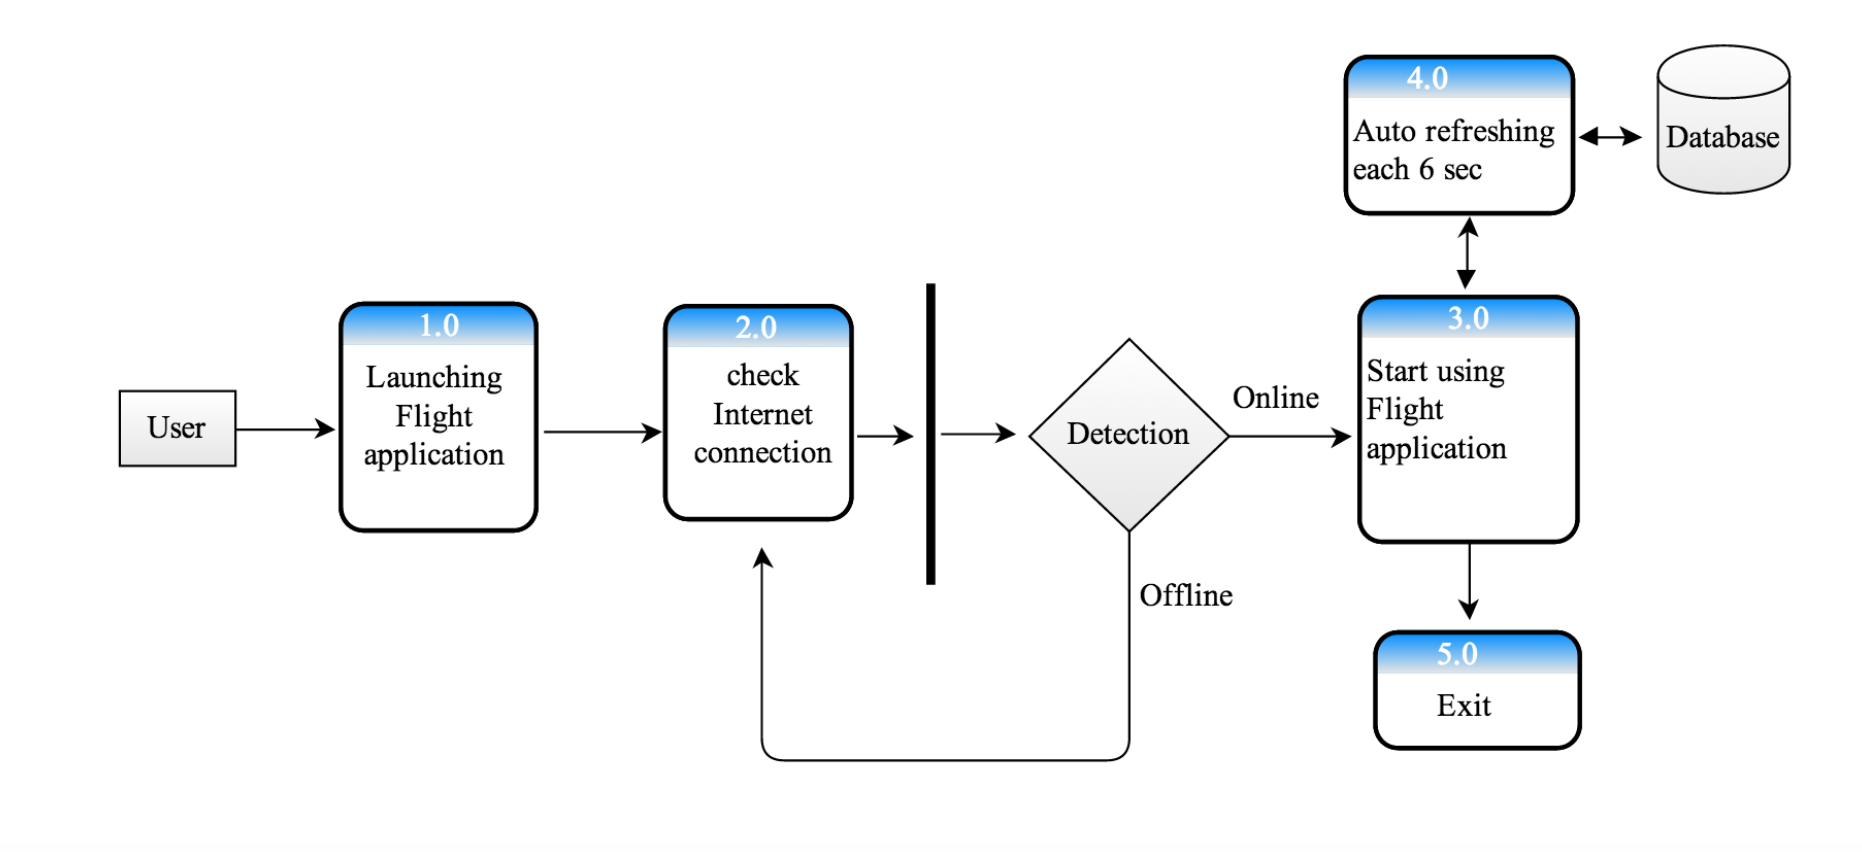 User
1.0
Launching
Flight
application
2.0
check
Internet
connection
Detection
Online
Offline
3.0
Start using
Flight
application
4.0
Auto refreshing
each 6 sec
Database
5.0
Exit